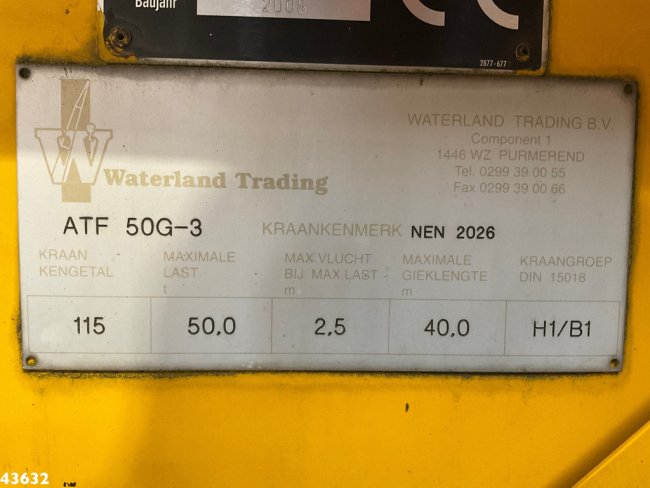 Baujahr 2008
2877-677
W
Waterland Trading
WATERLAND TRADING B.V.
Component 1
1446 WZ PURMEREND
Tel. 0299 39 00 55
Fax 0299 39 00 66
ATF 50G-3 KRAANKENMERK NEN 2026
KRAAN KENGETAL
MAXIMALE LAST t
MAX.VLUCHT BIJ MAX.LAST m
MAXIMALE GIEKLENGTE m
KRAANGROEP DIN 15018
115 50.0 2.5 40.0 H1/B1
43632